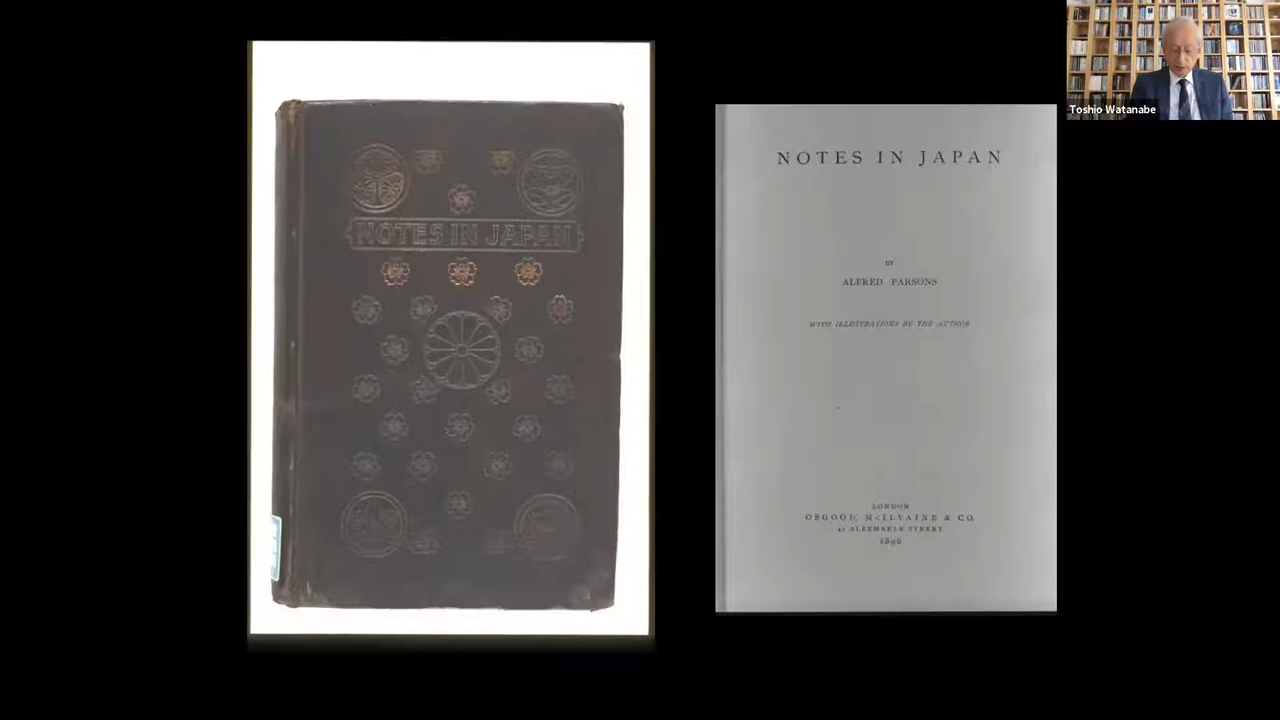 NOTES IN JAPAN
NOTES IN JAPAN
BY
ALFRED PARSONS
WITH ILLUSTRATIONS BY THE AUTHOR
LONDON
OSGOOD, McILVAINE & CO.
45 ALBEMARLE STREET
1896
Toshio Watanabe